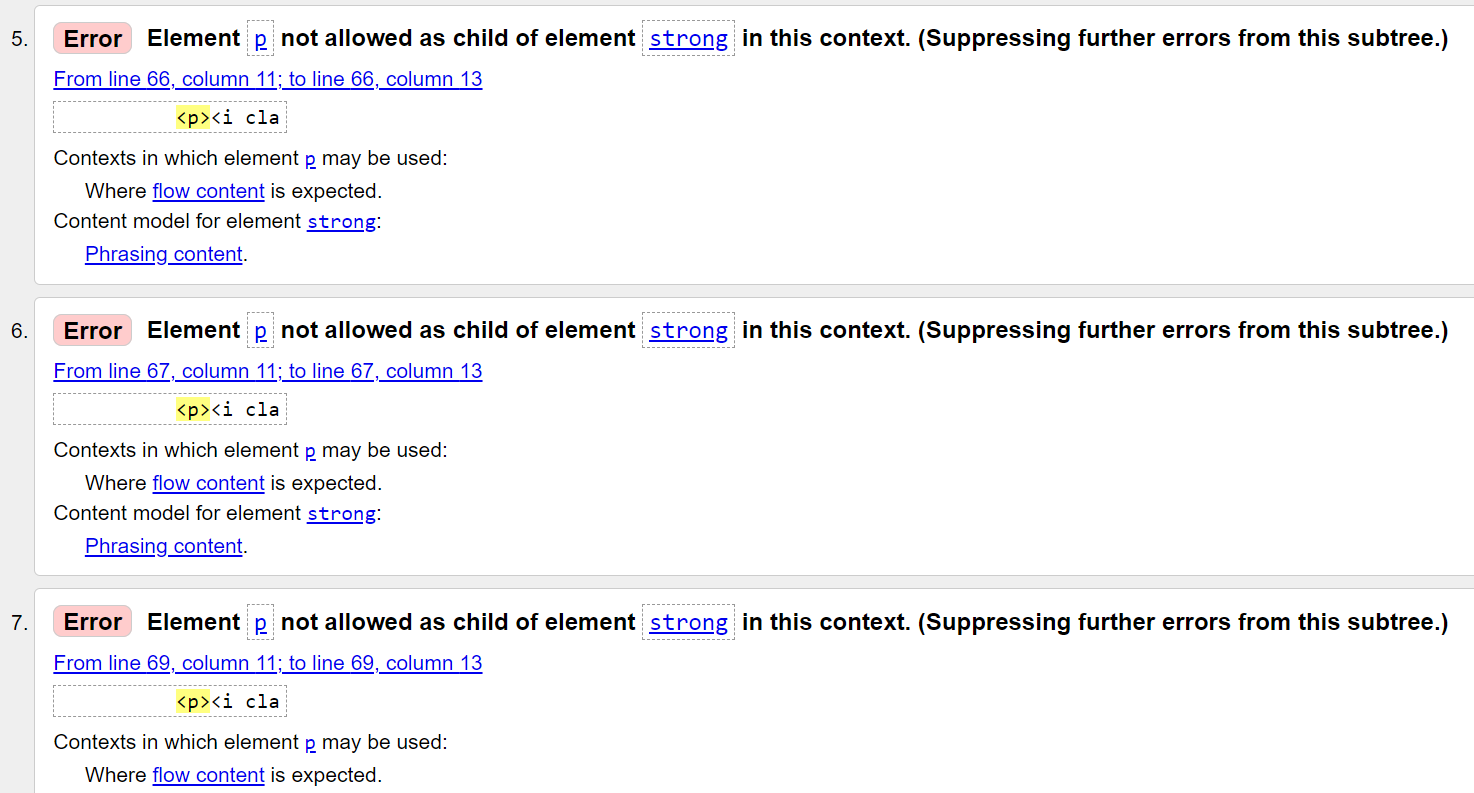 5. Error Element p not allowed as child of element strong in this context. (Suppressing further errors from this subtree.)
From line 66, column 11; to line 66, column 13
<p><i cla
Contexts in which element p may be used:
Where flow content is expected.
Content model for element strong:
Phrasing content.
6. Error Element p not allowed as child of element strong in this context. (Suppressing further errors from this subtree.)
From line 67, column 11; to line 67, column 13
<p><i cla
Contexts in which element p may be used:
Where flow content is expected.
Content model for element strong:
Phrasing content.
7. Error Element p not allowed as child of element strong in this context. (Suppressing further errors from this subtree.)
From line 69, column 11; to line 69, column 13
<p><i cla
Contexts in which element p may be used:
Where flow content is expected.